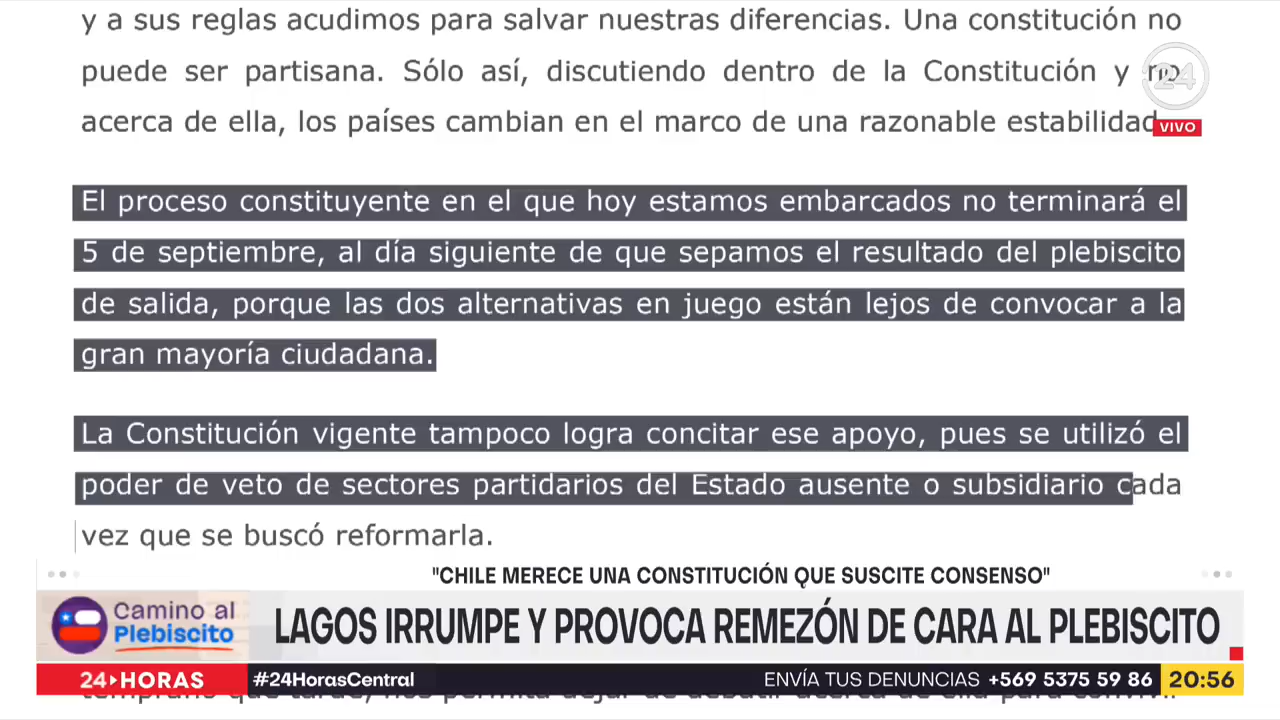 y a sus reglas acudimos para salvar nuestras diferencias. Una constitución no
puede ser partisana. Sólo así, discutiendo dentro de la Constitución y no
24
acerca de ella, los países cambian en el marco de una razonable estabilidad.
VIVO
El proceso constituyente en el que hoy estamos embarcados no terminará el
5 de septiembre, al día siguiente de que sepamos el resultado del plebiscito
de salida, porque las dos alternativas en juego están lejos de convocar a la
gran mayoría ciudadana.
La Constitución vigente tampoco logra concitar ese apoyo, pues se utilizó el
poder de veto de sectores partidarios del Estado ausente o subsidiario cada
vez que se buscó reformarla.
"CHILE MERECE UNA CONSTITUCIÓN QUE SUSCITE CONSENSO"
Camino al
Plebiscito
LAGOS IRRUMPE Y PROVOCA REMEZÓN DE CARA AL PLEBISCITO
24 HORAS
#24HorasCentral
ENVÍA TUS DENUNCIAS +569 5375 59 86
20:56